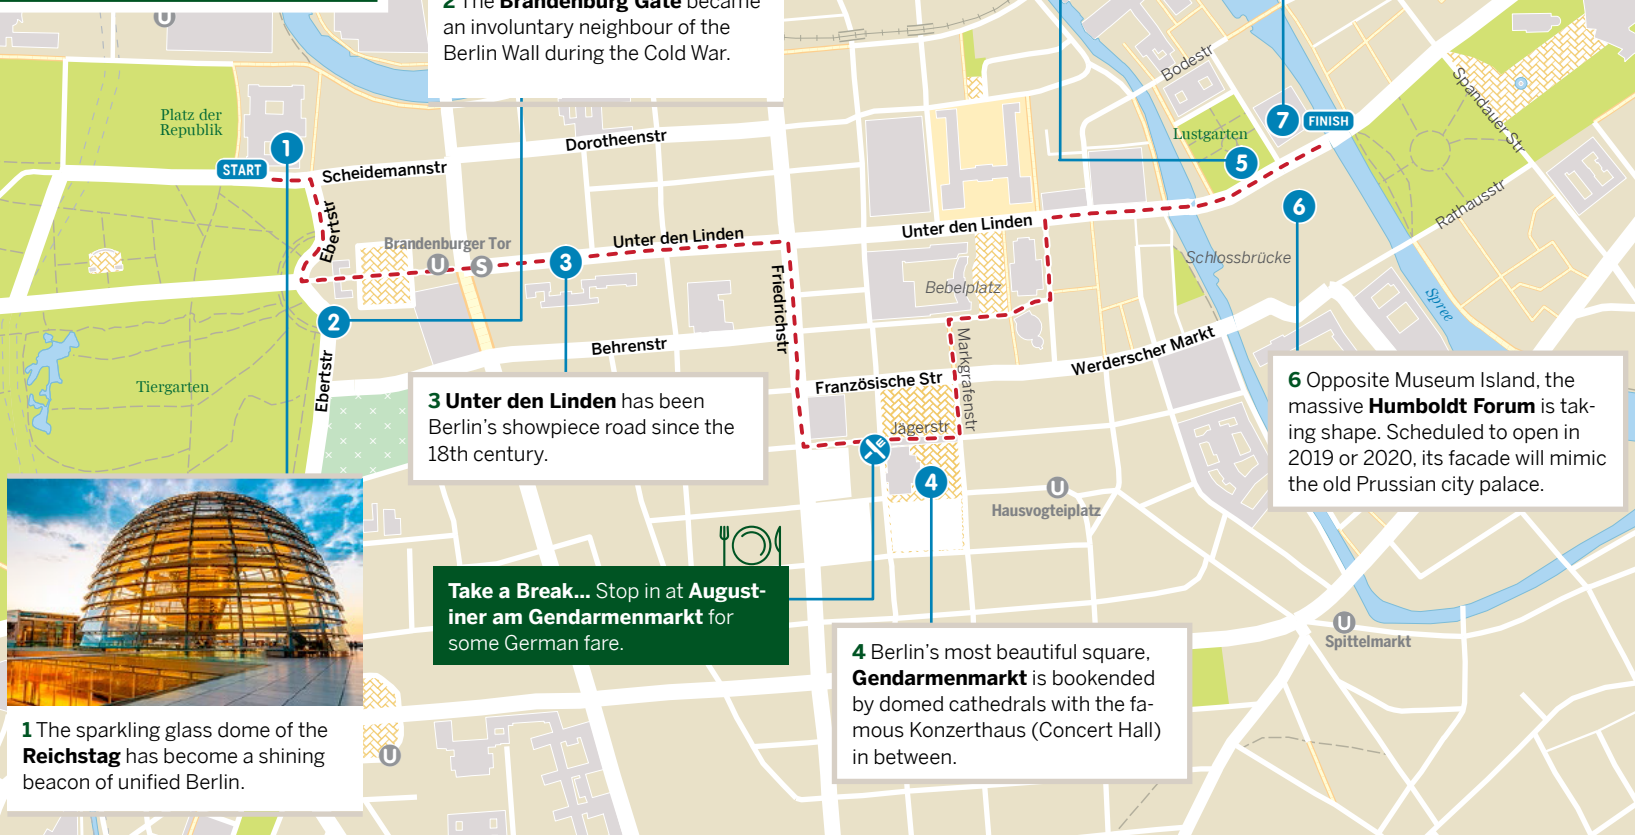 U
2 The Brandenburg Gate became
an involuntary neighbour of the
Berlin Wall during the Cold War.
Platz der
Republik
START
1
Scheidemannstr
Dorotheenstr
Ebertstr
Brandenburger Tor
U
S
3
Unter den Linden
Unter den Linden
Friedrichstr
Bodestr
Lustgarten
7
FINISH
5
6
Spandauer Str
Rathausstr
Schlossbrücke
Spree
Bebelplatz
2
Tiergarten
Ebertstr
Behrenstr
Französische Str
Markgrafenstr
Werderscher Markt
Jägerstr
4
U
Hausvogteiplatz
U
Spittelmarkt
U
3 Unter den Linden has been
Berlin's showpiece road since the
18th century.
6 Opposite Museum Island, the
massive Humboldt Forum is tak-
ing shape. Scheduled to open in
2019 or 2020, its facade will mimic
the old Prussian city palace.
Take a Break... Stop in at August-
iner am Gendarmenmarkt for
some German fare.
4 Berlin's most beautiful square,
Gendarmenmarkt is bookended
by domed cathedrals with the fa-
mous Konzerthaus (Concert Hall)
in between.
1 The sparkling glass dome of the
Reichstag has become a shining
beacon of unified Berlin.